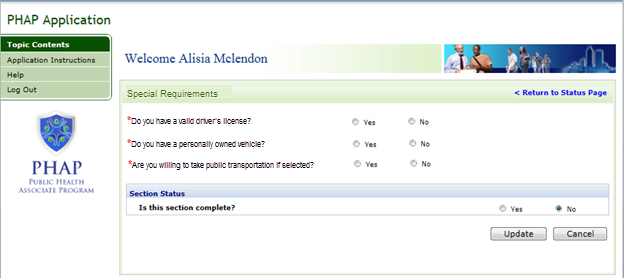 PHAP Application
Topic Contents
Application Instructions
Help
Log Out
PHAP
PUBLIC HEALTH
ASSOCIATE PROGRAM
Welcome Alisia Mclendon
Special Requirements
< Return to Status Page
*Do you have a valid driver's license? Yes No
*Do you have a personally owned vehicle? Yes No
*Are you willing to take public transportation if selected? Yes No
Section Status
Is this section complete? Yes No
Update Cancel